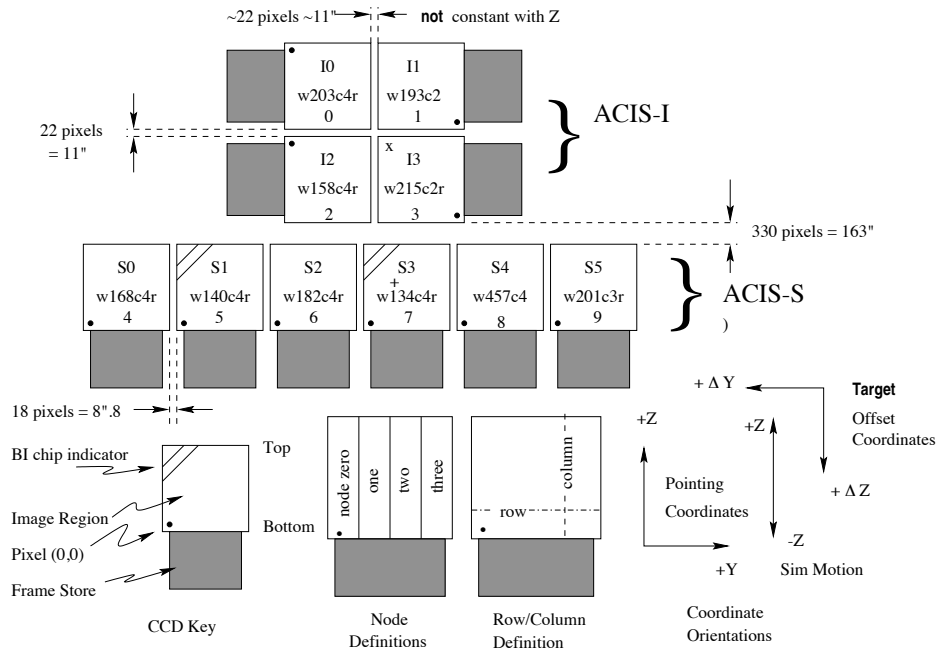 ~22 pixels ~11" not constant with Z
I0 I1
w203c4r w193c2
0 1
ACIS-I
22 pixels
= 11"
x
I2 I3
w158c4r w215c2r
2 3
330 pixels = 163"
S0 S1 S2 S3 S4 S5
+
w168c4r w140c4r w182c4r w134c4r w457c4 w201c3r
4 5 6 7 8 9
ACIS-S
)
18 pixels = 8".8
+ Δ Y
Target
Offset
Coordinates
+ Δ Z
BI chip indicator
Image Region
Pixel (0,0)
Frame Store
Top
Bottom
CCD Key
node zero
one
two
three
Node
Definitions
column
row
Row/Column
Definition
+Z
Pointing
Coordinates
+Y
+Z
-Z
Sim Motion
Coordinate
Orientations